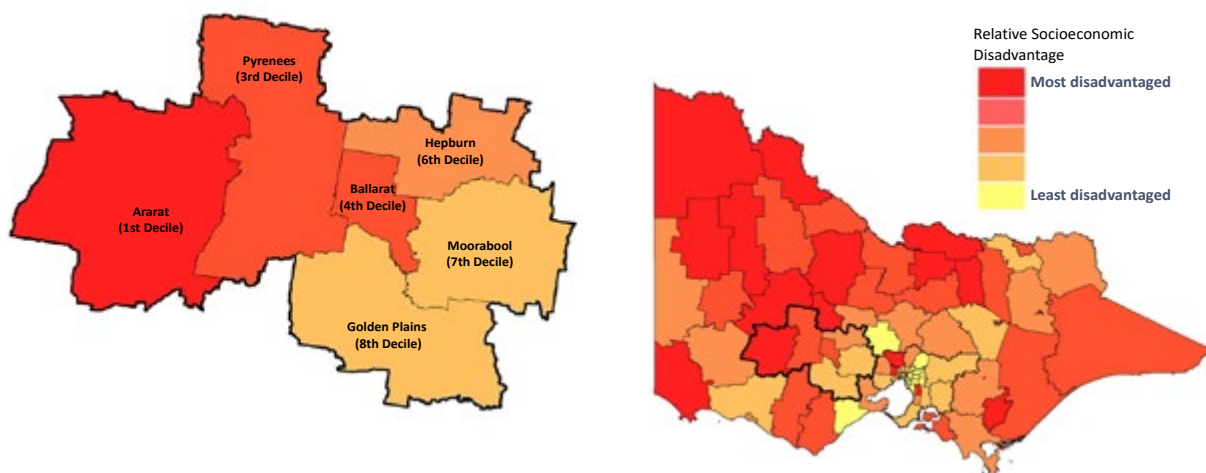 Pyrenees
(3rd Decile)
Hepburn
(6th Decile)
Ballarat
(4th Decile)
Ararat
(1st Decile)
Moorabool
(7th Decile)
Golden Plains
(8th Decile)
Relative Socioeconomic
Disadvantage
Most disadvantaged
Least disadvantaged